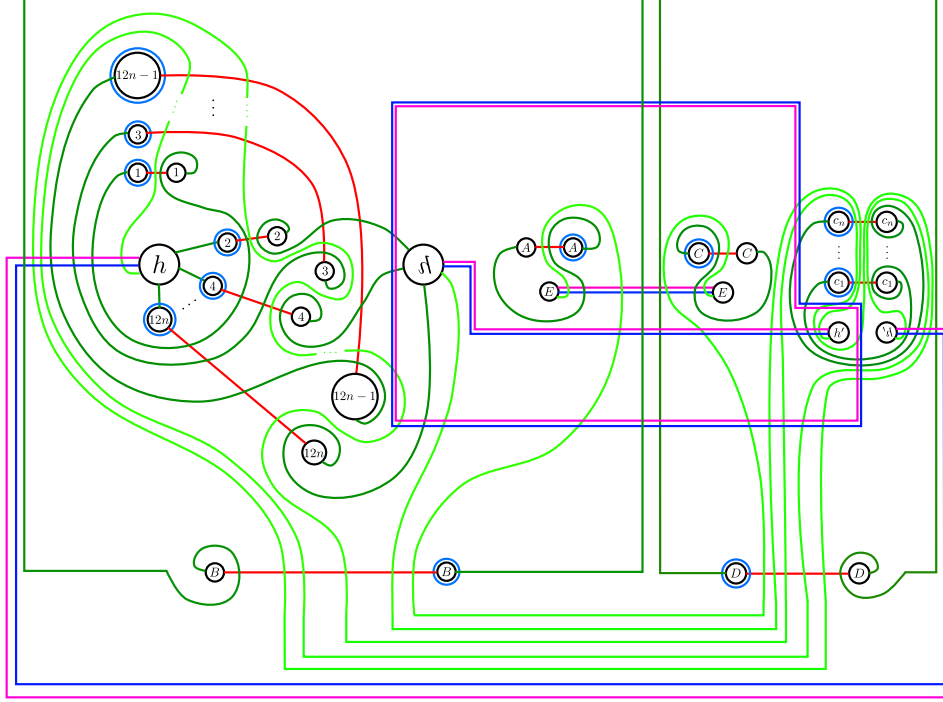 12n − 1
3
⋮
1 1
2 2
h 3 h
4 4
⋰
12n
⋯
12n − 1
12n
B B
A A
E
C C
E
D D
c_n c_n
⋮ ⋮
c_1 c_1
h′ h′